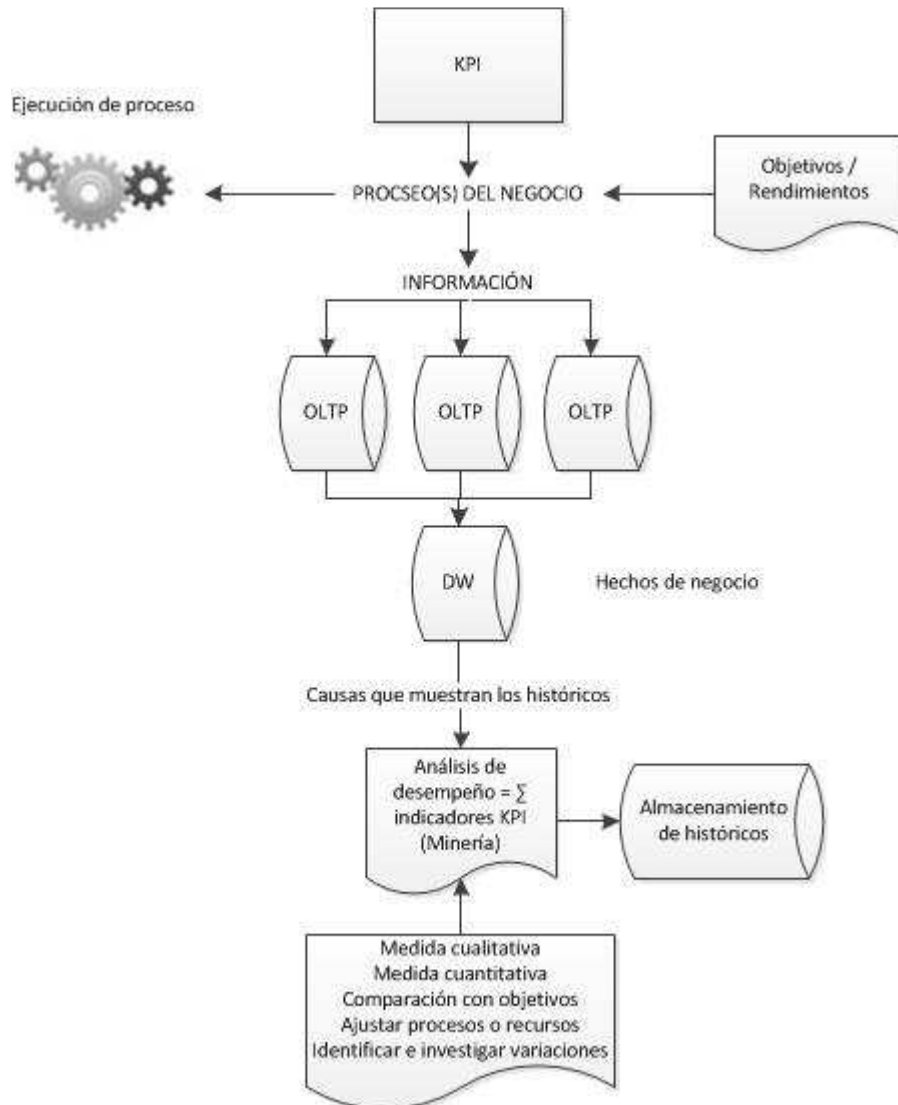 KPI
Ejecución de proceso
Objetivos /
Rendimientos
PROCSEO(S) DEL NEGOCIO
INFORMACIÓN
OLTP
OLTP
OLTP
DW
Hechos de negocio
Causas que muestran los históricos
Análisis de
desempeño = ∑
indicadores KPI
(Minería)
Almacenamiento
de históricos
Medida cualitativa
Medida cuantitativa
Comparación con objetivos
Ajustar procesos o recursos
Identificar e investigar variaciones